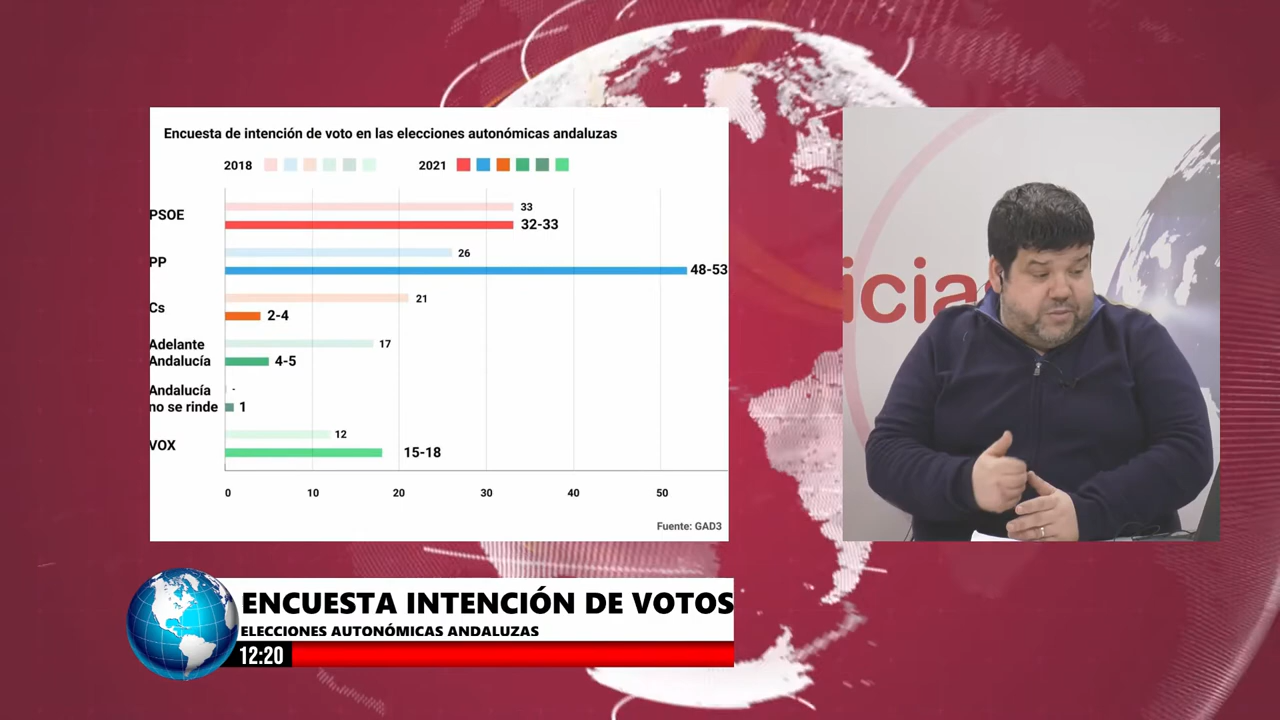 Encuesta de intención de voto en las elecciones autonómicas andaluzas
2018
2021
PSOE
33
32-33
PP
26
48-53
Cs
21
2-4
Adelante
Andalucía
17
4-5
Andalucía
no se rinde
-
1
VOX
12
15-18
0 10 20 30 40 50
Fuente: GAD3
icia
ENCUESTA INTENCIÓN DE VOTOS
ELECCIONES AUTONÓMICAS ANDALUZAS
12:20